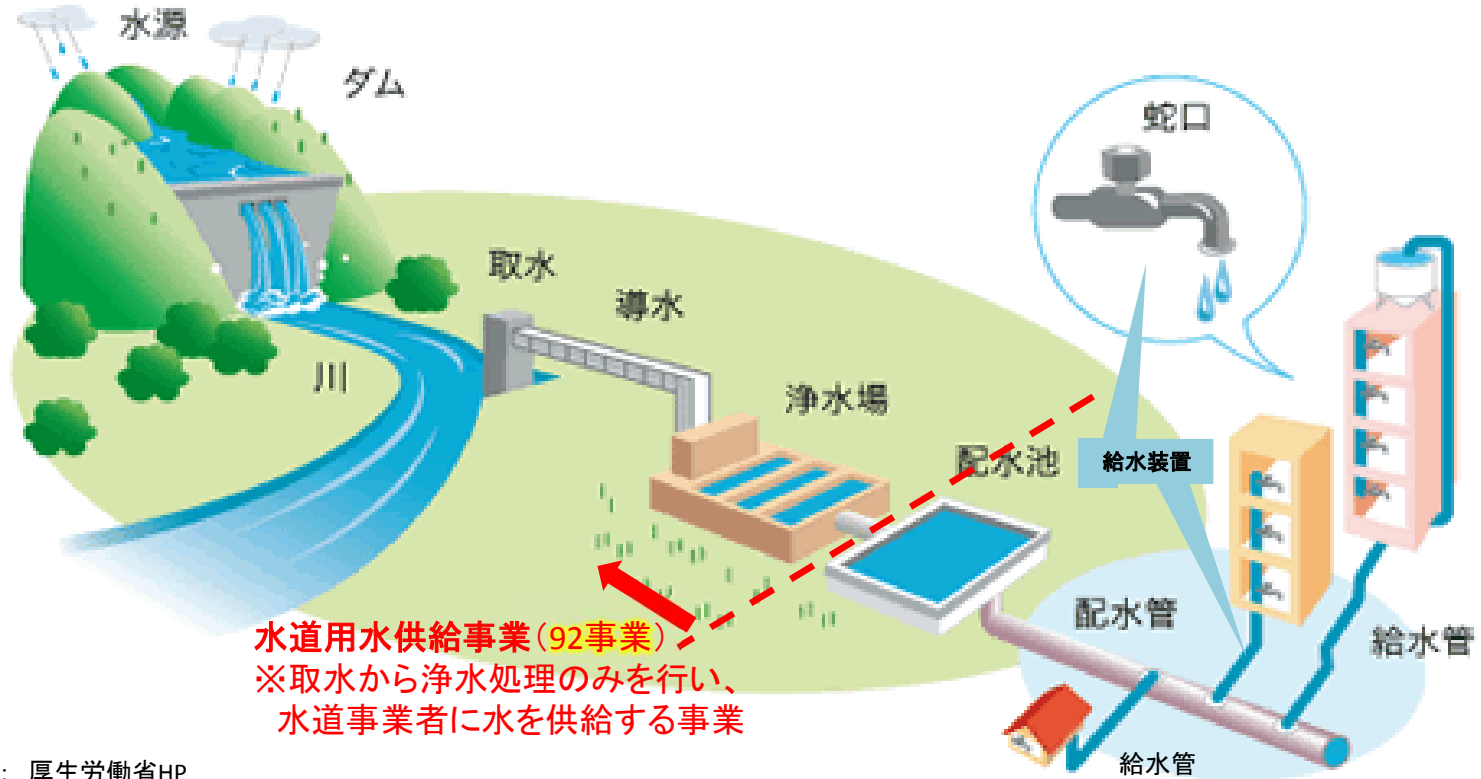 水源
ダム
蛇口
取水
導水
川
浄水場
配水池
給水装置
水道用水供給事業（92事業）
※取水から浄水処理のみを行い、
水道事業者に水を供給する事業
配水管
給水管
給水管
: 厚生労働省HP